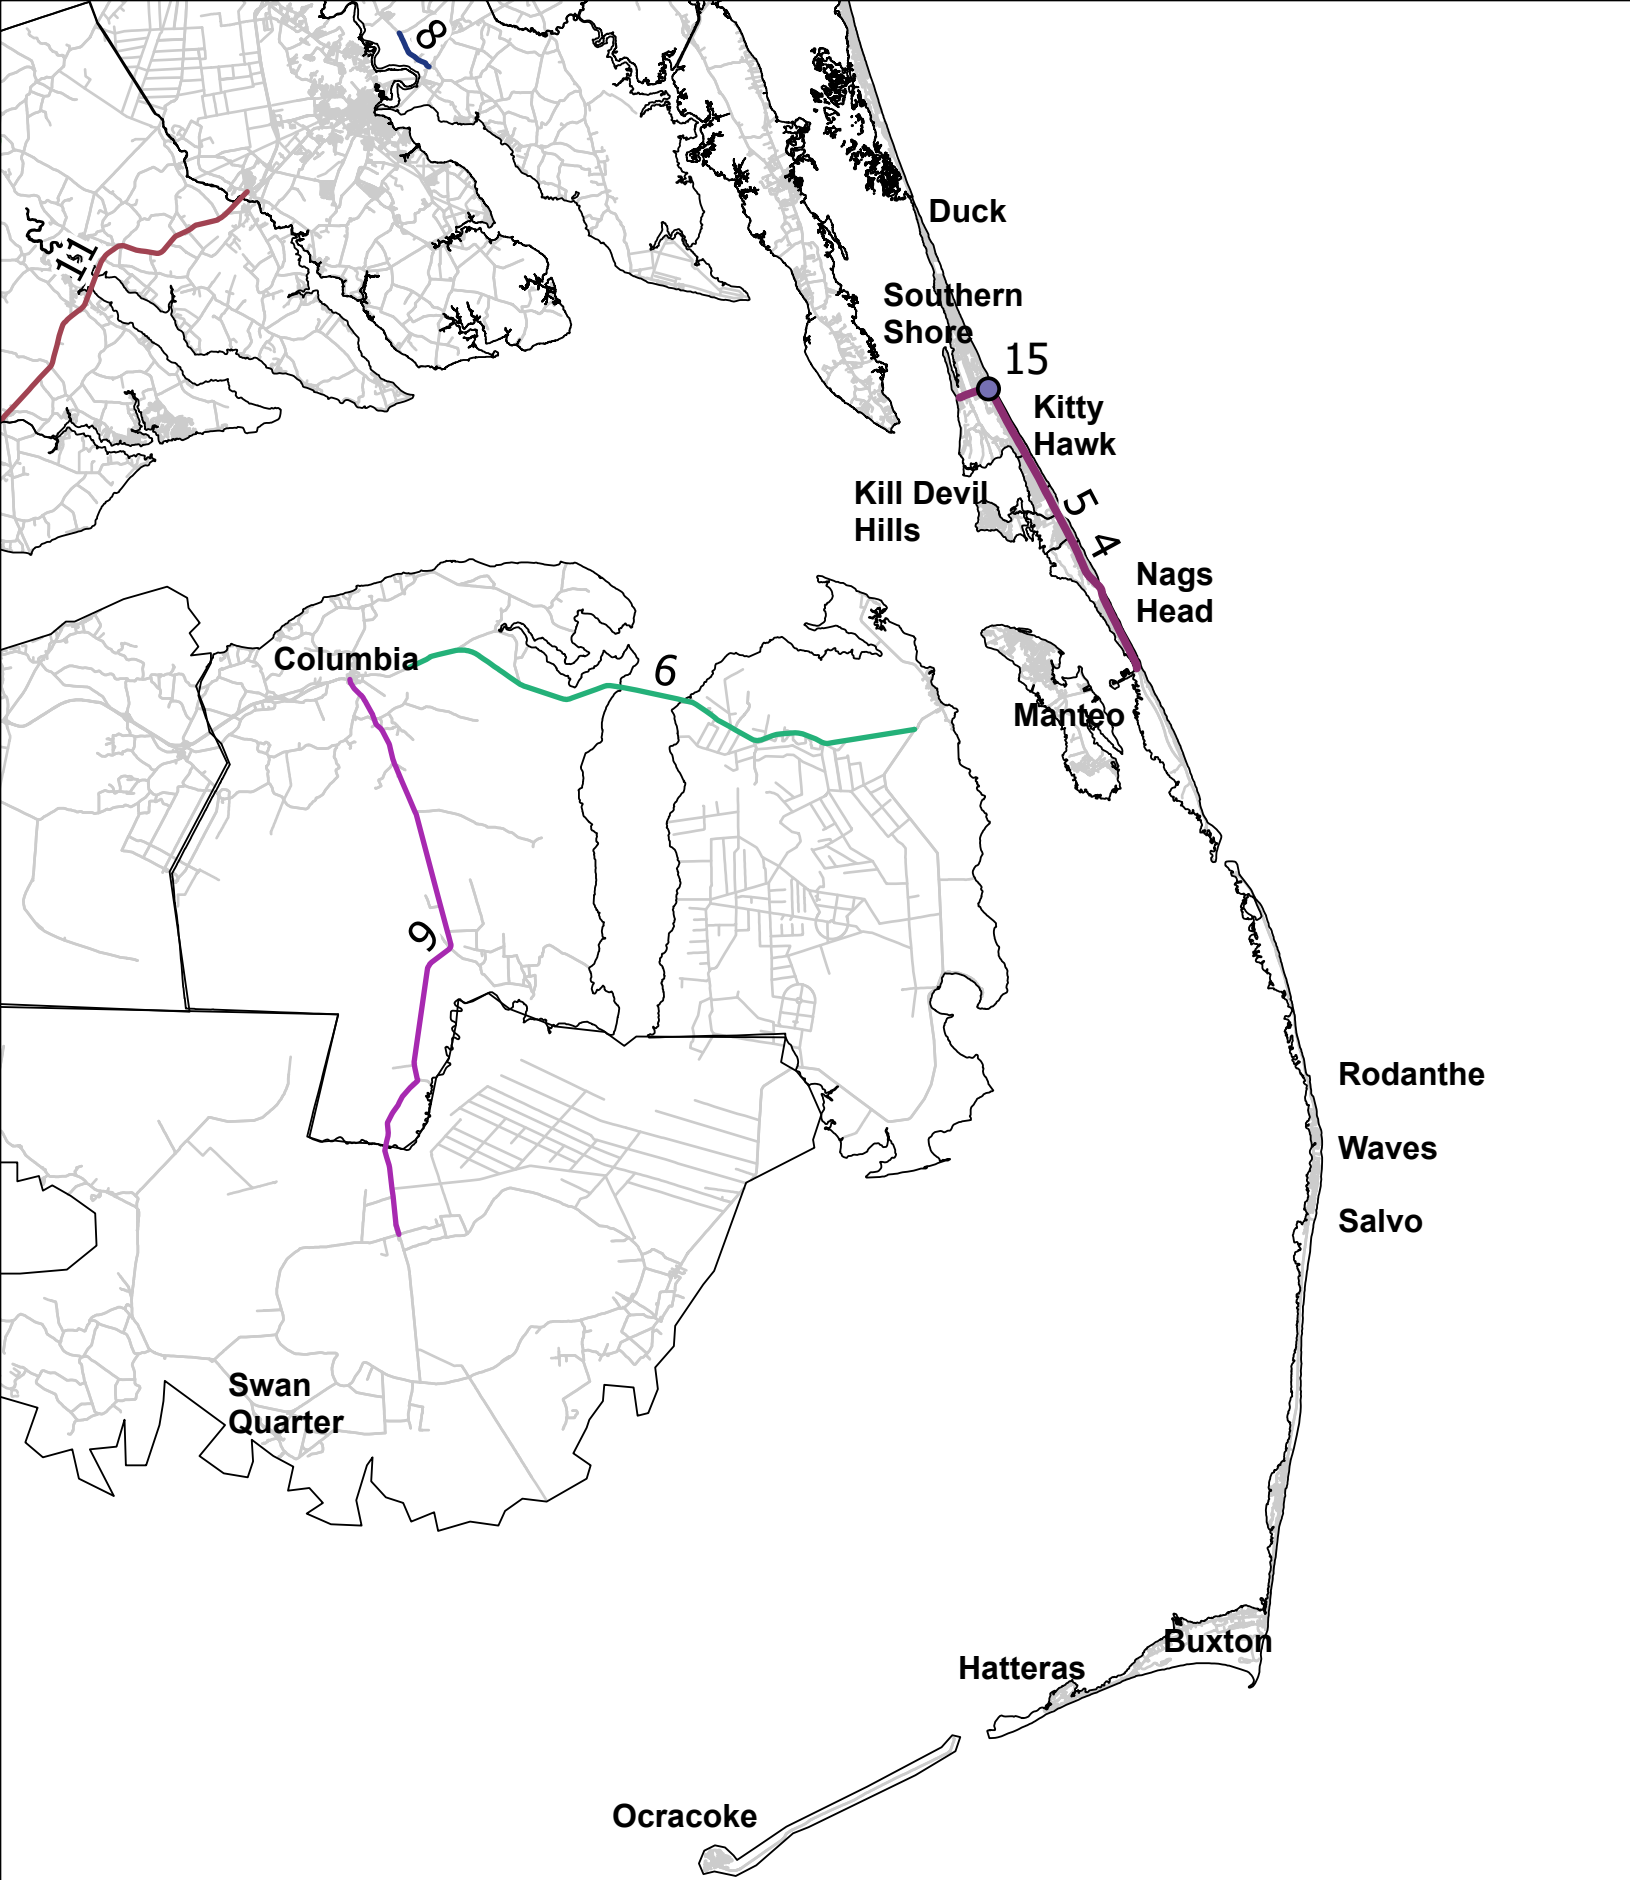 8
Duck
11
Southern
Shore
15
Kitty
Hawk
Kill Devil
Hills
5
4
Nags
Head
Columbia
6
Manteo
9
Rodanthe
Waves
Salvo
Swan
Quarter
Buxton
Hatteras
Ocracoke